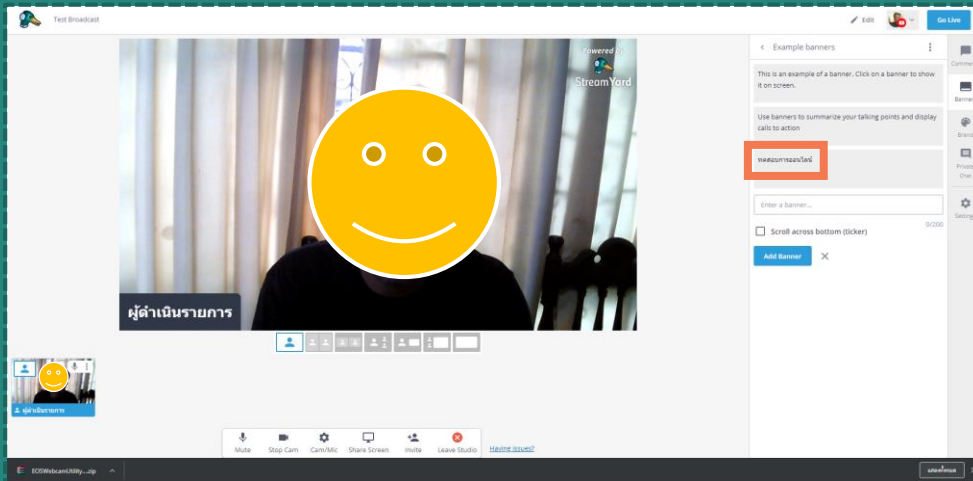 Test Broadcast
Edit
Go Live
Powered by
StreamYard
ผู้ดำเนินรายการ
ผู้ดำเนินรายการ
Example banners
This is an example of a banner. Click on a banner to show
it on screen.
Use banners to summarize your talking points and display
calls to action
ทดสอบการออนไลน์
Enter a banner...
0/200
Scroll across bottom (ticker)
Add Banner
Comme
Banner
Brand
Private
Chat
Setting
Mute
Stop Cam
Cam/Mic
Share Screen
Invite
Leave Studio
Having issues?
EOSWebcamUtility....zip
แสดงทั้งหมด